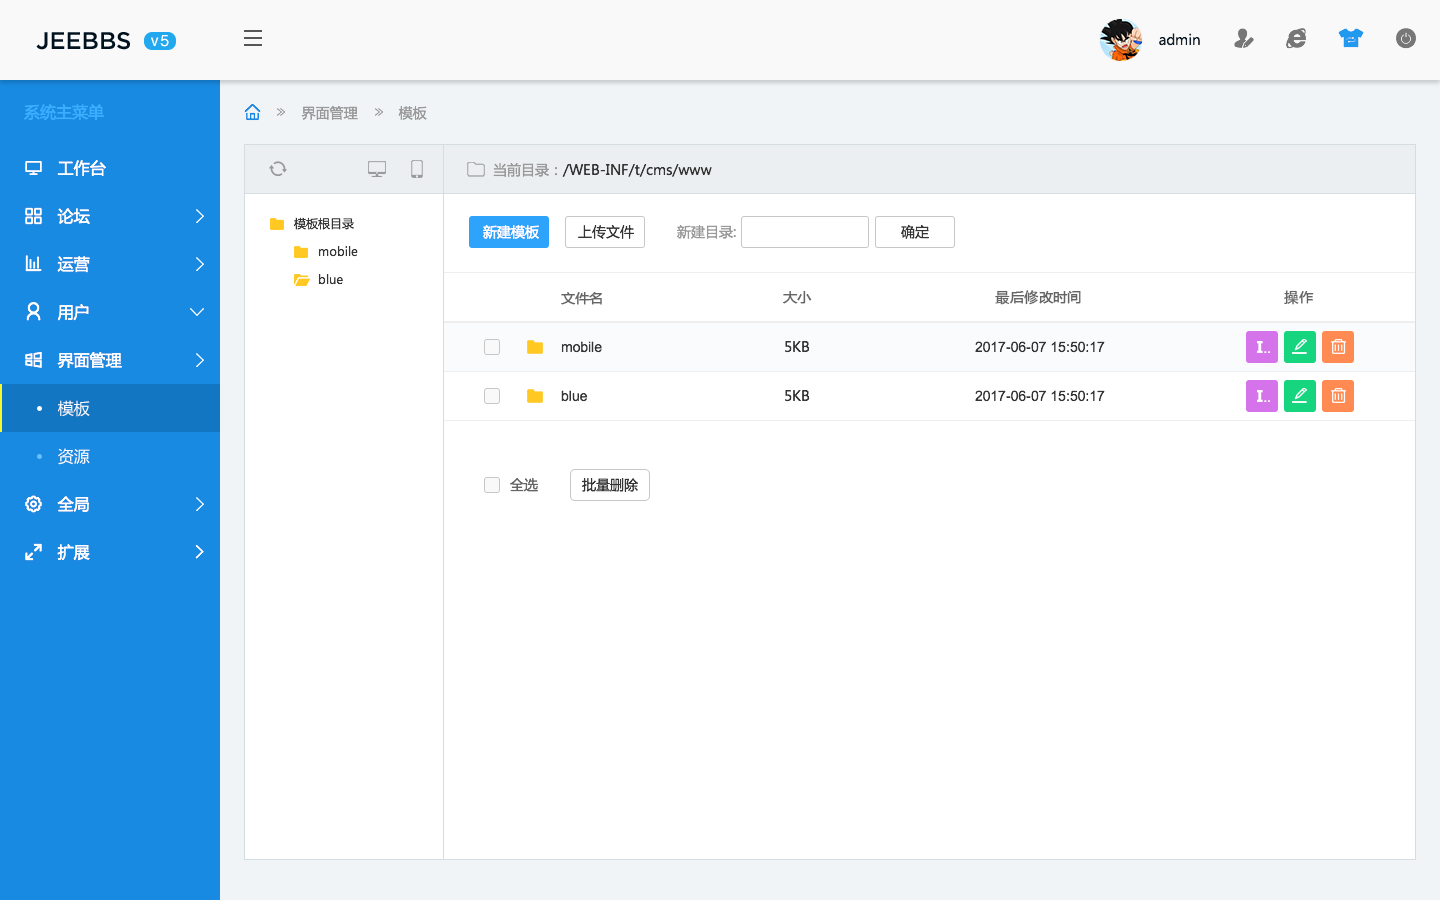 JEEBBS v5
admin
系统主菜单
工作台
论坛
运营
用户
界面管理
模板
资源
全局
扩展
» 界面管理 » 模板
当前目录：/WEB-INF/t/cms/www
模板根目录
mobile
blue
新建模板 上传文件 新建目录: 确定
文件名 大小 最后修改时间 操作
mobile 5KB 2017-06-07 15:50:17 I..
blue 5KB 2017-06-07 15:50:17 I..
全选 批量删除